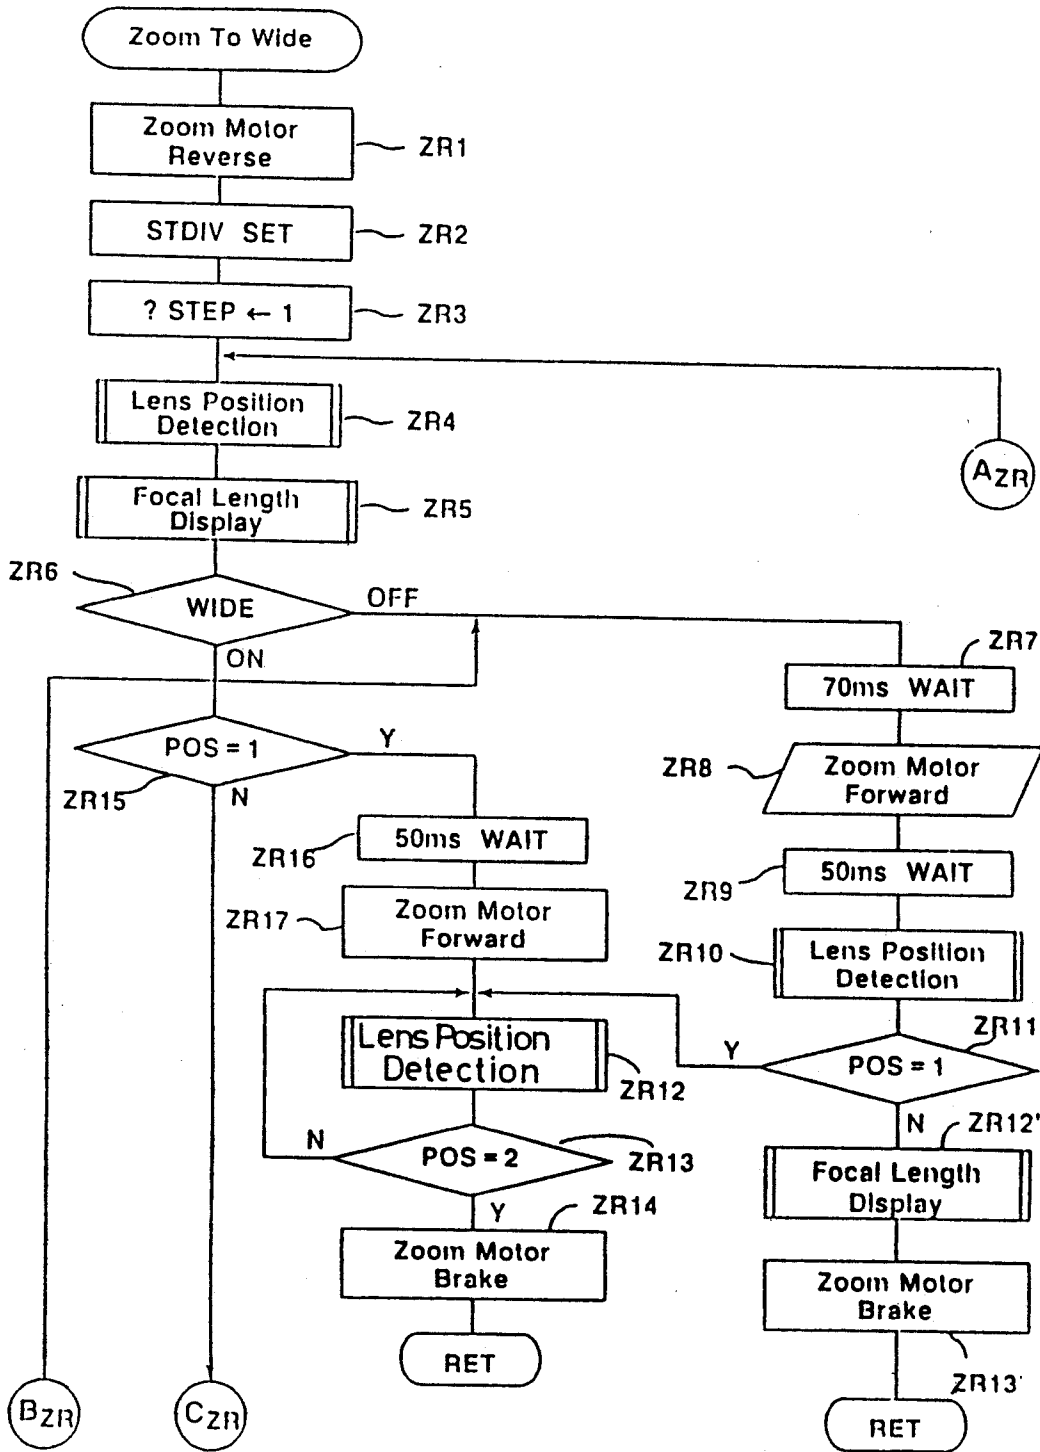 Zoom To Wide
Zoom Motor
Reverse
ZR1
STDIV SET
ZR2
? STEP ← 1
ZR3
Lens Position
Detection
ZR4
AZR
Focal Length
Display
ZR5
ZR6
WIDE
OFF
ON
ZR7
70ms WAIT
POS = 1
Y
ZR15
N
ZR8
Zoom Motor
Forward
50ms WAIT
ZR16
50ms WAIT
ZR9
ZR17
Zoom Motor
Forward
ZR10
Lens Position
Detection
ZR11
Y
POS = 1
N
Lens Position
Detection
ZR12
ZR12'
Focal Length
Display
N
POS = 2
ZR13
Y
ZR14
Zoom Motor
Brake
Zoom Motor
Brake
ZR13'
RET
RET
BZR
CZR